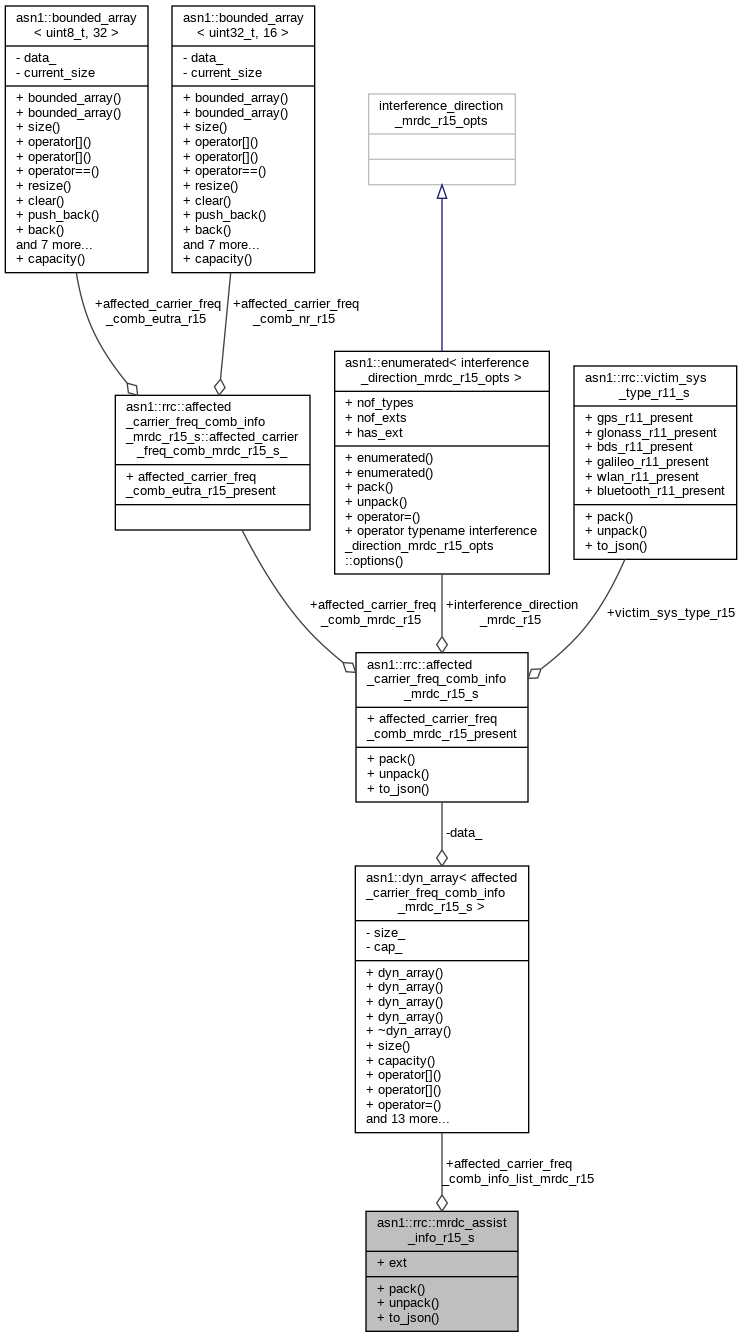 asn1::bounded_array
< uint8_t, 32 >
- data_
- current_size
+ bounded_array()
+ bounded_array()
+ size()
+ operator[]()
+ operator[]()
+ operator==()
+ resize()
+ clear()
+ push_back()
+ back()
and 7 more...
+ capacity()
asn1::bounded_array
< uint32_t, 16 >
- data_
- current_size
+ bounded_array()
+ bounded_array()
+ size()
+ operator[]()
+ operator[]()
+ operator==()
+ resize()
+ clear()
+ push_back()
+ back()
and 7 more...
+ capacity()
interference_direction
_mrdc_r15_opts
+affected_carrier_freq
_comb_eutra_r15
+affected_carrier_freq
_comb_nr_r15
asn1::rrc::affected
_carrier_freq_comb_info
_mrdc_r15_s::affected_carrier
_freq_comb_mrdc_r15_s_
+ affected_carrier_freq
_comb_eutra_r15_present
asn1::enumerated< interference
_direction_mrdc_r15_opts >
+ nof_types
+ nof_exts
+ has_ext
+ enumerated()
+ enumerated()
+ pack()
+ unpack()
+ operator=()
+ operator typename interference
_direction_mrdc_r15_opts
::options()
asn1::rrc::victim_sys
_type_r11_s
+ gps_r11_present
+ glonass_r11_present
+ bds_r11_present
+ galileo_r11_present
+ wlan_r11_present
+ bluetooth_r11_present
+ pack()
+ unpack()
+ to_json()
+affected_carrier_freq
_comb_mrdc_r15
+interference_direction
_mrdc_r15
+victim_sys_type_r15
asn1::rrc::affected
_carrier_freq_comb_info
_mrdc_r15_s
+ affected_carrier_freq
_comb_mrdc_r15_present
+ pack()
+ unpack()
+ to_json()
-data_
asn1::dyn_array< affected
_carrier_freq_comb_info
_mrdc_r15_s >
- size_
- cap_
+ dyn_array()
+ dyn_array()
+ dyn_array()
+ dyn_array()
+ ~dyn_array()
+ size()
+ capacity()
+ operator[]()
+ operator[]()
+ operator=()
and 13 more...
+affected_carrier_freq
_comb_info_list_mrdc_r15
asn1::rrc::mrdc_assist
_info_r15_s
+ ext
+ pack()
+ unpack()
+ to_json()